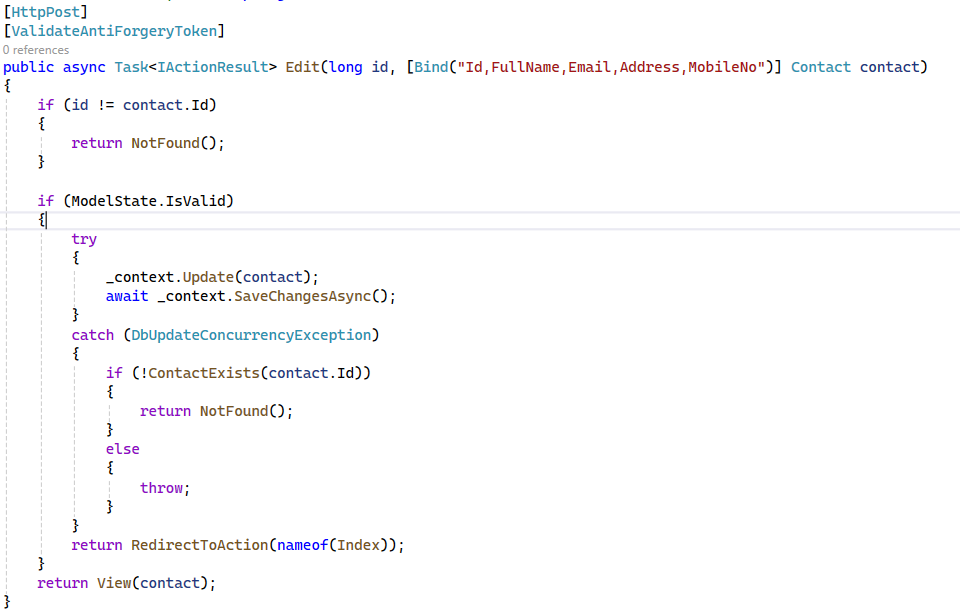 [HttpPost]
[ValidateAntiForgeryToken]
0 references
public async Task<IActionResult> Edit(long id, [Bind("Id,FullName,Email,Address,MobileNo")] Contact contact)
{
    if (id != contact.Id)
    {
        return NotFound();
    }

    if (ModelState.IsValid)
    {
        try
        {
            _context.Update(contact);
            await _context.SaveChangesAsync();
        }
        catch (DbUpdateConcurrencyException)
        {
            if (!ContactExists(contact.Id))
            {
                return NotFound();
            }
            else
            {
                throw;
            }
        }
        return RedirectToAction(nameof(Index));
    }
    return View(contact);
}